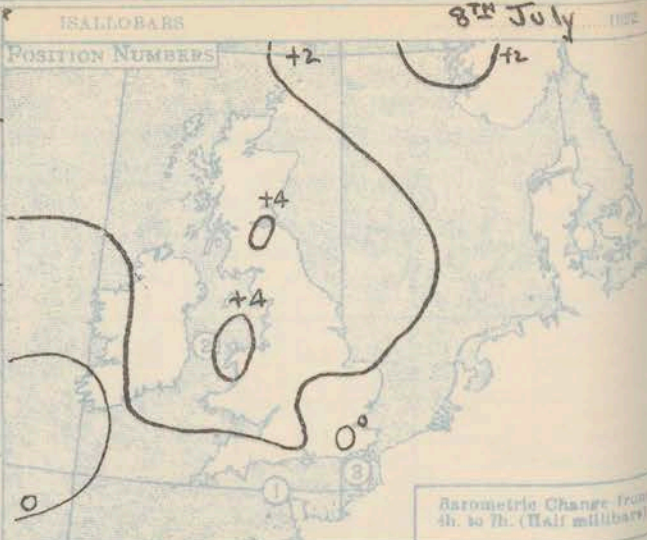 ISALLOBARS
8TH July 1922
POSITION NUMBERS
+2
+2
+4
+4
2
0
3
1
0
Barometric Change from
4h. to 7h. (Half millibars)